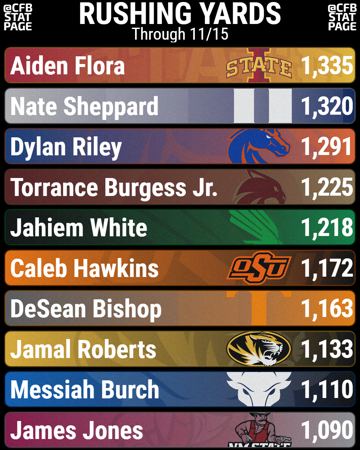 @CFB
STAT
PAGE
RUSHING YARDS
Through 11/15
@CFB
STAT
PAGE
Aiden Flora
I
STATE
1,335
Nate Sheppard
1,320
Dylan Riley
1,291
Torrance Burgess Jr.
1,225
Jahiem White
1,218
Caleb Hawkins
OSU
1,172
DeSean Bishop
T
1,163
Jamal Roberts
1,133
Messiah Burch
1,110
James Jones
NM STATE
1,090